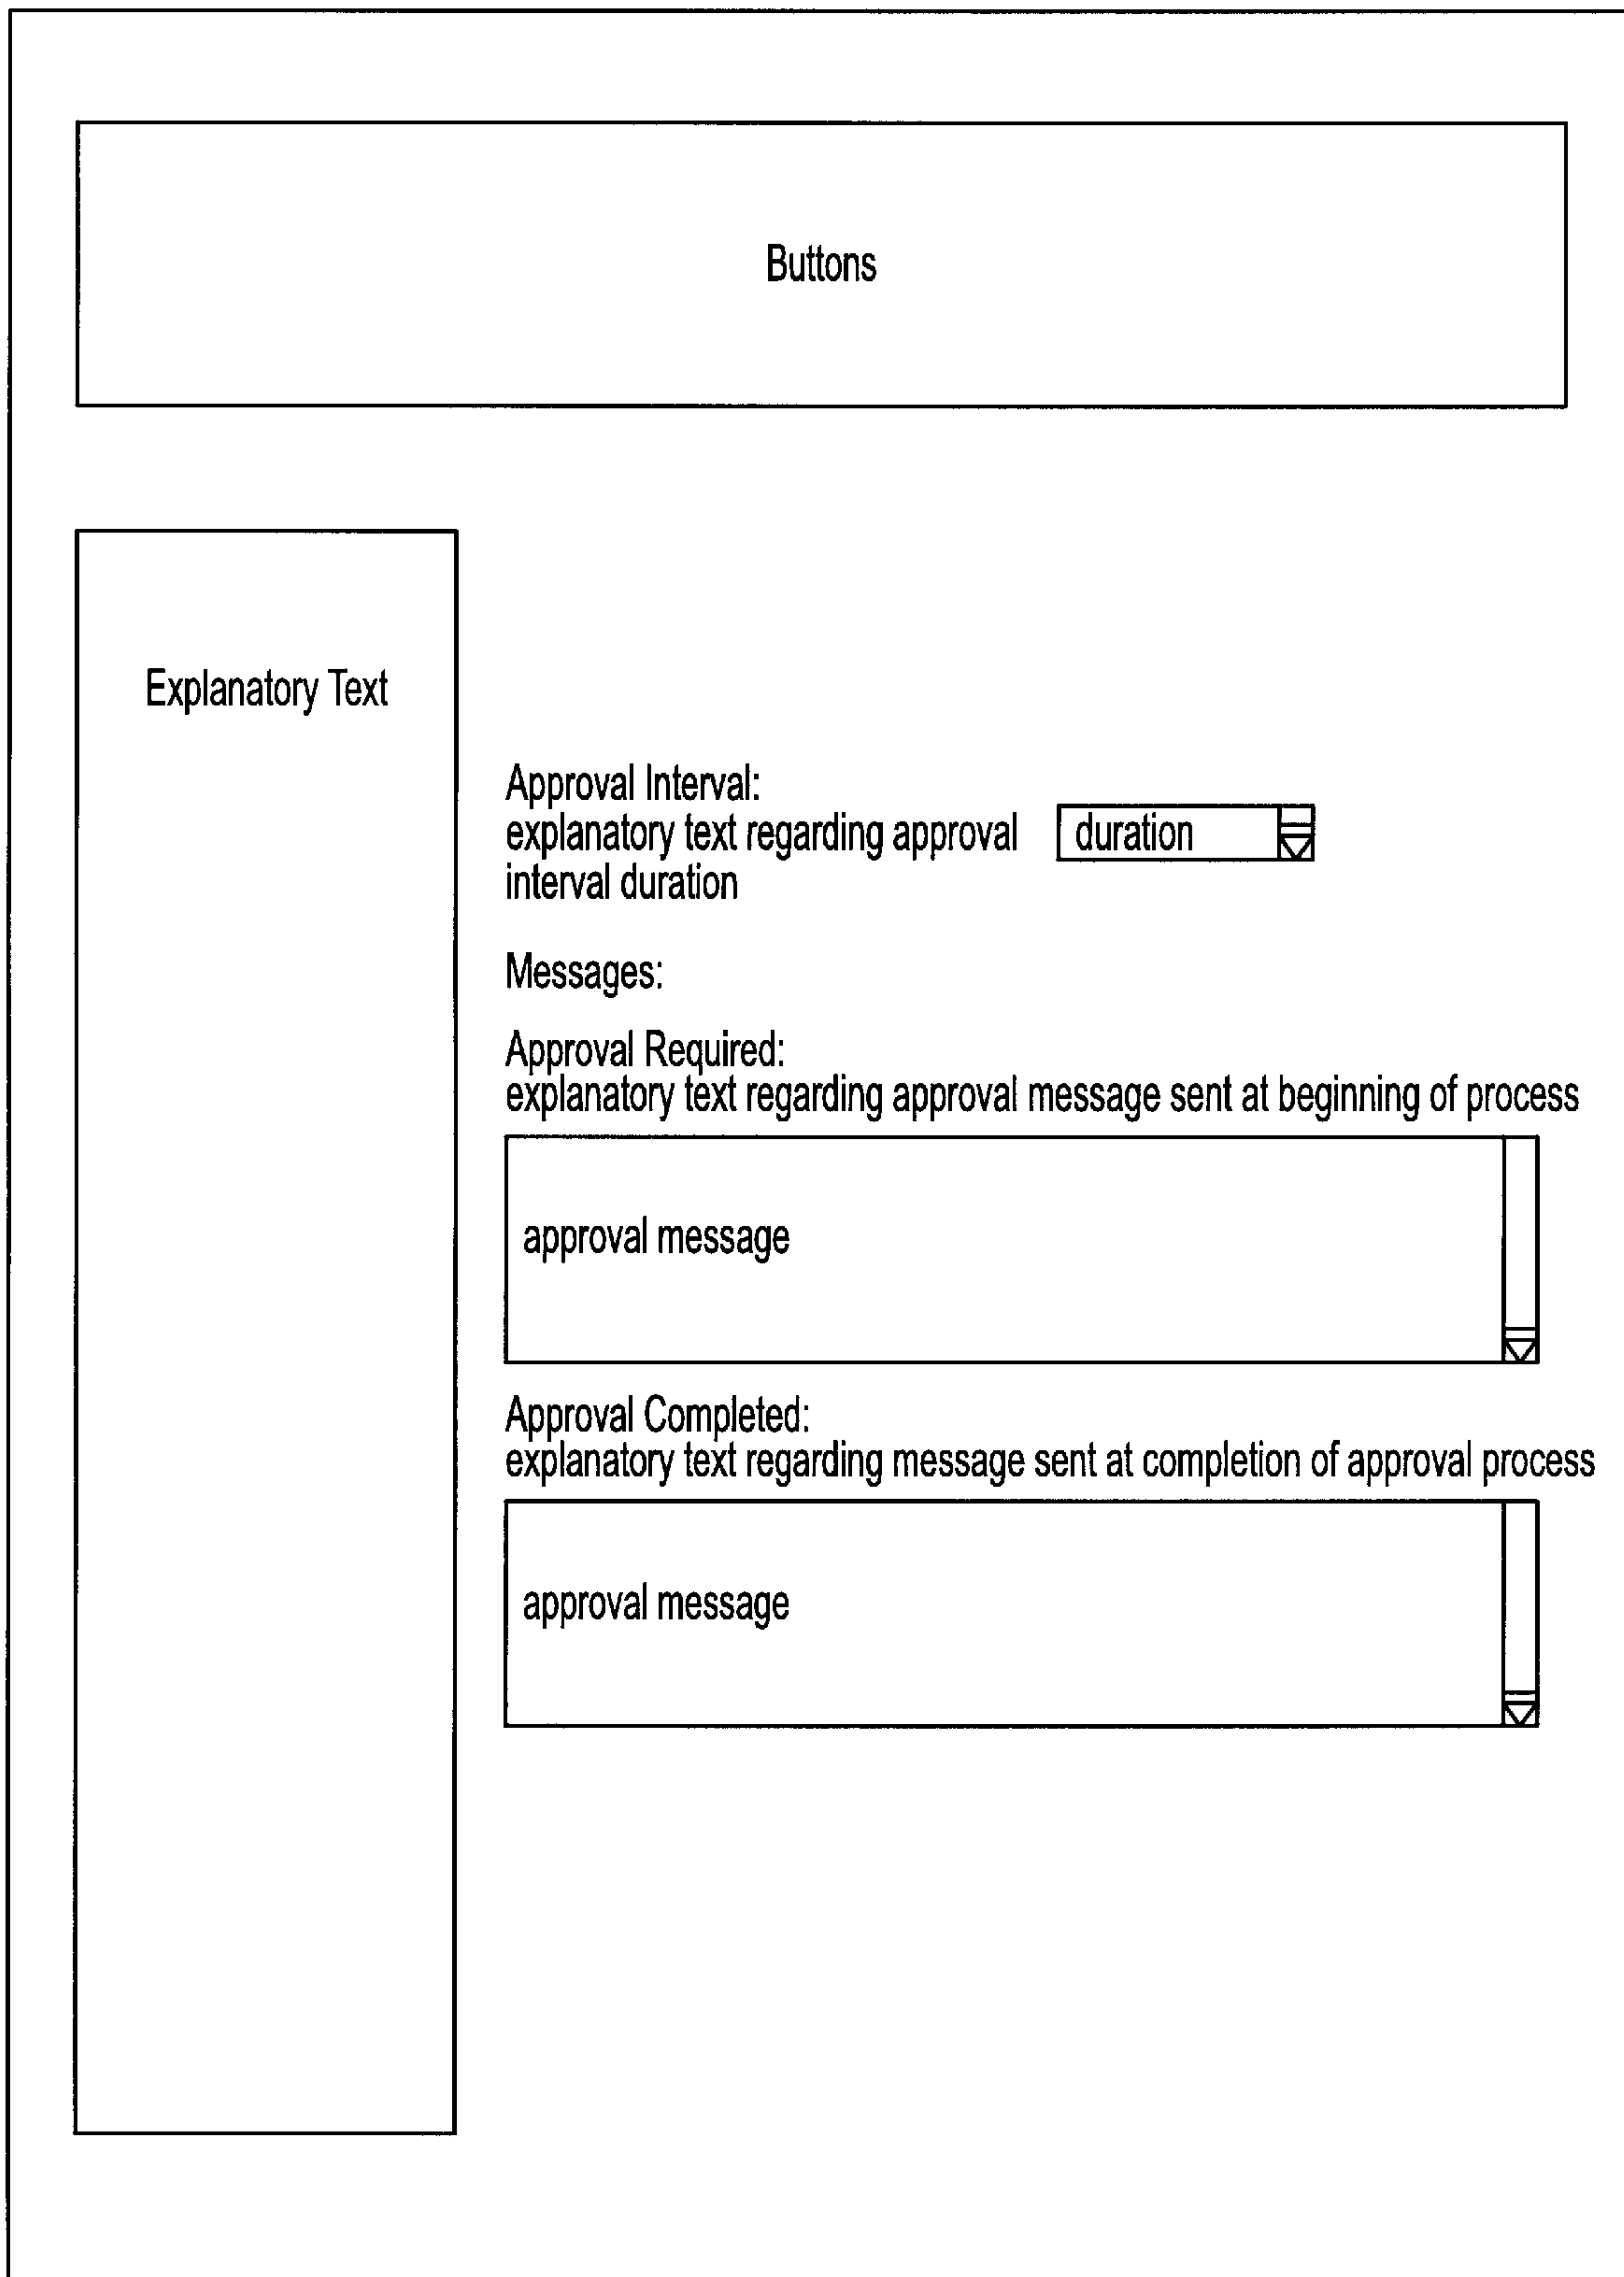 Buttons
Explanatory Text
Approval Interval:
explanatory text regarding approval
interval duration
duration
Messages:
Approval Required:
explanatory text regarding approval message sent at beginning of process
approval message
Approval Completed:
explanatory text regarding message sent at completion of approval process
approval message